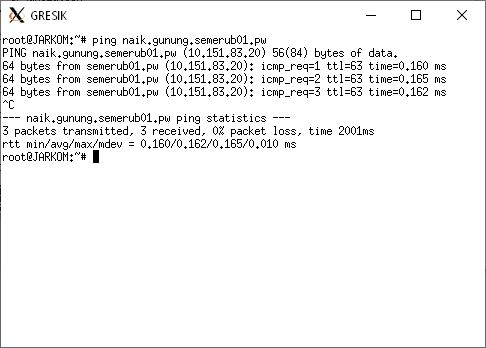 GRESIK
root@JARKOM:~# ping naik.gunung.semerub01.pw
PING naik.gunung.semerub01.pw (10.151.83.20) 56(84) bytes of data.
64 bytes from semerub01.pw (10.151.83.20): icmp_req=1 ttl=63 time=0.160 ms
64 bytes from semerub01.pw (10.151.83.20): icmp_req=2 ttl=63 time=0.165 ms
64 bytes from semerub01.pw (10.151.83.20): icmp_req=3 ttl=63 time=0.162 ms
^C
--- naik.gunung.semerub01.pw ping statistics ---
3 packets transmitted, 3 received, 0% packet loss, time 2001ms
rtt min/avg/max/mdev = 0.160/0.162/0.165/0.010 ms
root@JARKOM:~#